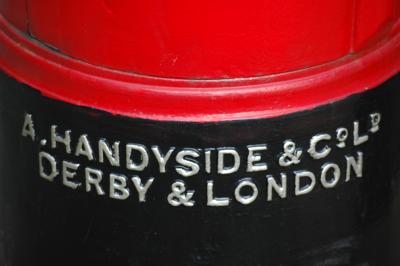 A. HANDYSIDE & Co. LD.
DERBY & LONDON